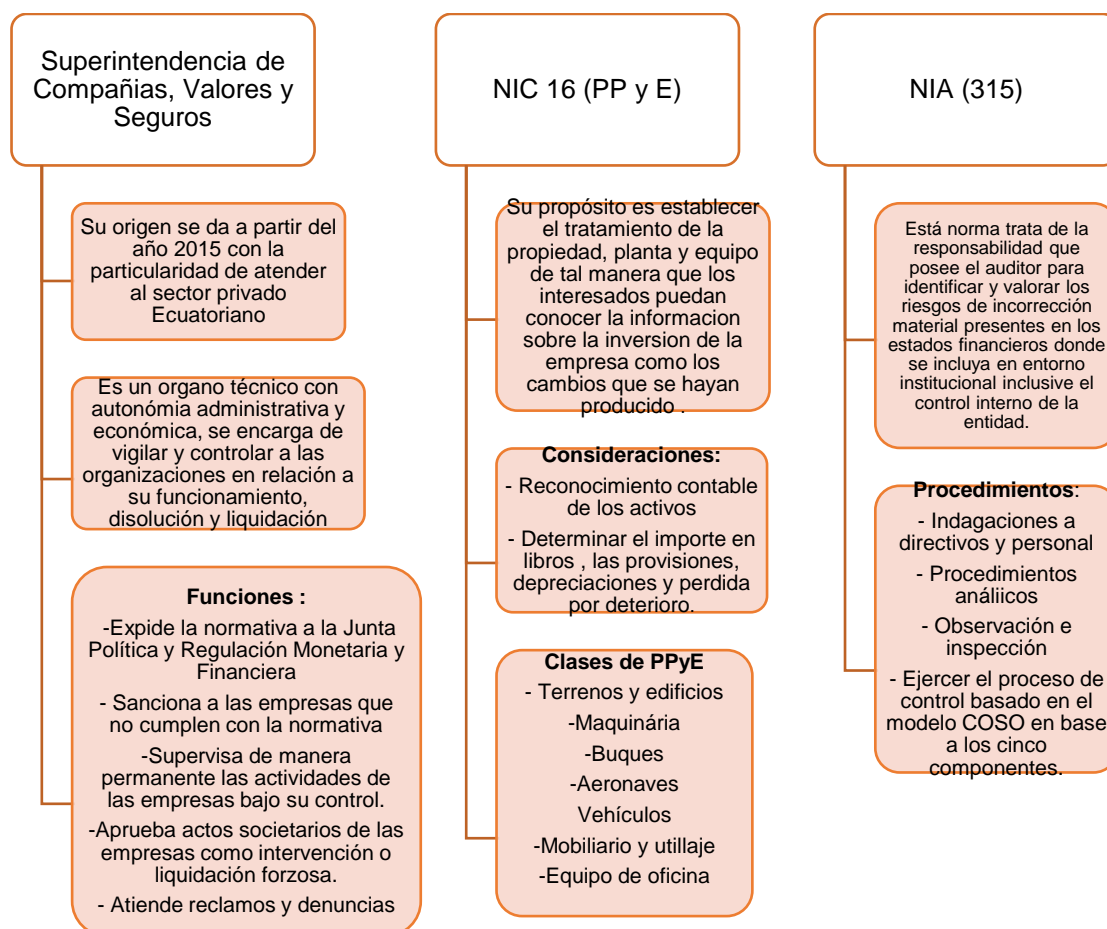 Superintendencia de
Compañias, Valores y
Seguros
Su origen se da a partir del
año 2015 con la
particularidad de atender
al sector privado
Ecuatoriano
Es un organo técnico con
autonómia administrativa y
económica, se encarga de
vigilar y controlar a las
organizaciones en relación a
su funcionamiento,
disolución y liquidación
Funciones :
-Expide la normativa a la Junta
Política y Regulación Monetaria y
Financiera
- Sanciona a las empresas que
no cumplen con la normativa
-Supervisa de manera
permanente las actividades de
las empresas bajo su control.
-Aprueba actos societarios de las
empresas como intervención o
liquidación forzosa.
- Atiende reclamos y denuncias
NIC 16 (PP y E)
Su propósito es establecer
el tratamiento de la
propiedad, planta y equipo
de tal manera que los
interesados puedan
conocer la informacion
sobre la inversion de la
empresa como los
cambios que se hayan
producido .
Consideraciones:
- Reconocimiento contable
de los activos
- Determinar el importe en
libros , las provisiones,
depreciaciones y perdida
por deterioro.
Clases de PPyE
- Terrenos y edificios
-Maquinária
-Buques
-Aeronaves
Vehículos
-Mobiliario y utillaje
-Equipo de oficina
NIA (315)
Está norma trata de la
responsabilidad que
posee el auditor para
identificar y valorar los
riesgos de incorrección
material presentes en los
estados financieros donde
se incluya en entorno
institucional inclusive el
control interno de la
entidad.
Procedimientos:
- Indagaciones a
directivos y personal
- Procedimientos
análiicos
- Observación e
inspección
- Ejercer el proceso de
control basado en el
modelo COSO en base
a los cinco
componentes.